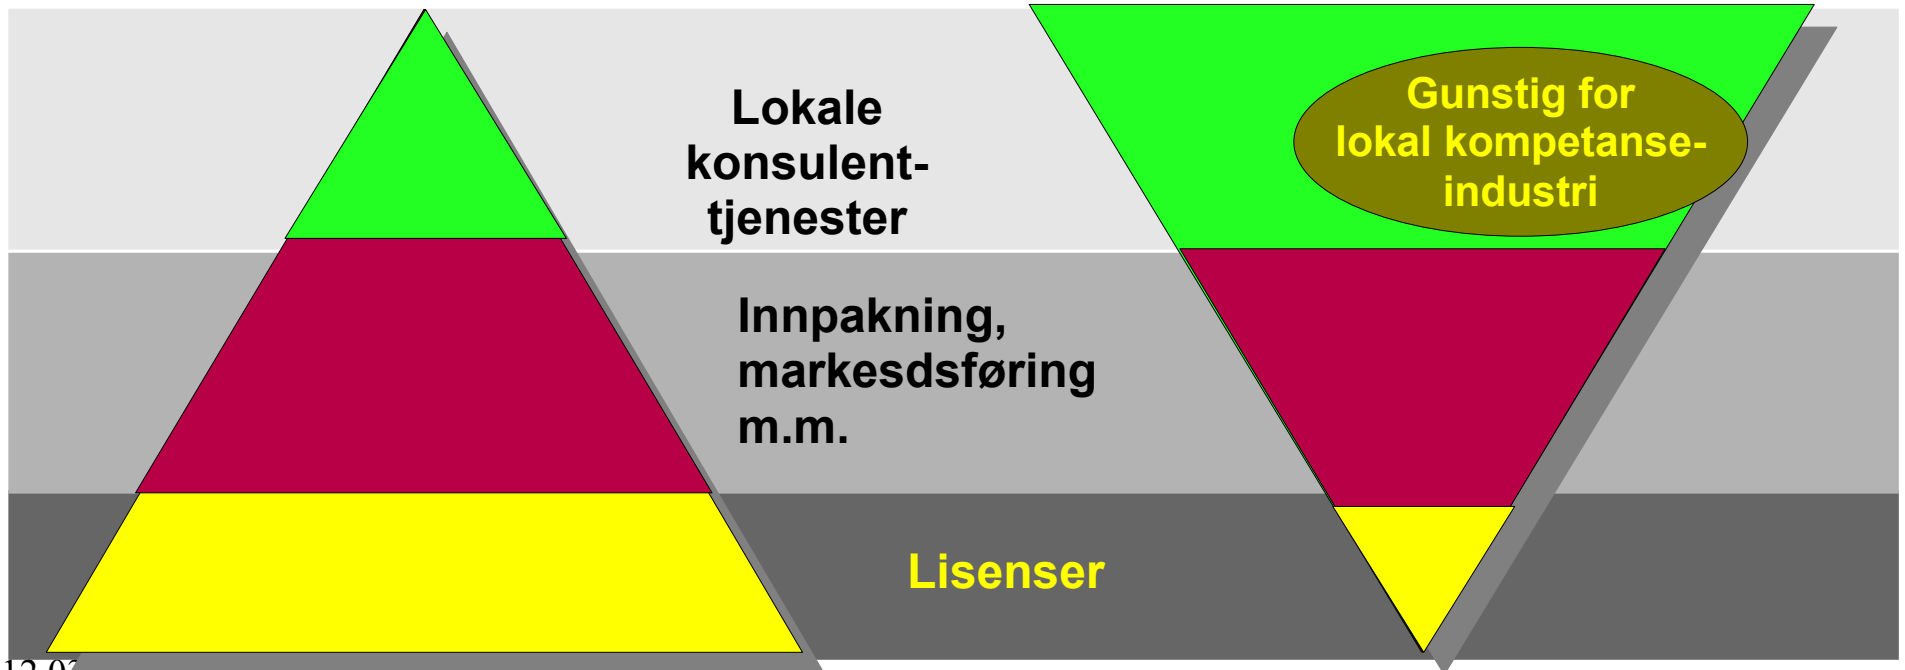 Lokale
konsulent-
tjenester
Gunstig for
lokal kompetanse-
industri
Innpakning,
markesdsføring
m.m.
Lisenser